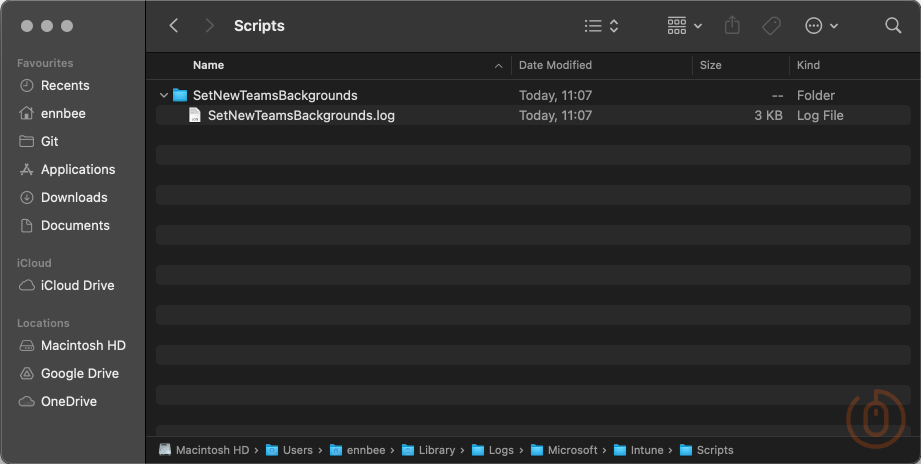 Scripts
Favourites
Recents
ennbee
Git
Applications
Downloads
Documents
iCloud
iCloud Drive
Locations
Macintosh HD
Google Drive
OneDrive
Name Date Modified Size Kind
SetNewTeamsBackgrounds Today, 11:07 -- Folder
SetNewTeamsBackgrounds.log Today, 11:07 3 KB Log File
Macintosh HD › Users › ennbee › Library › Logs › Microsoft › Intune › Scripts